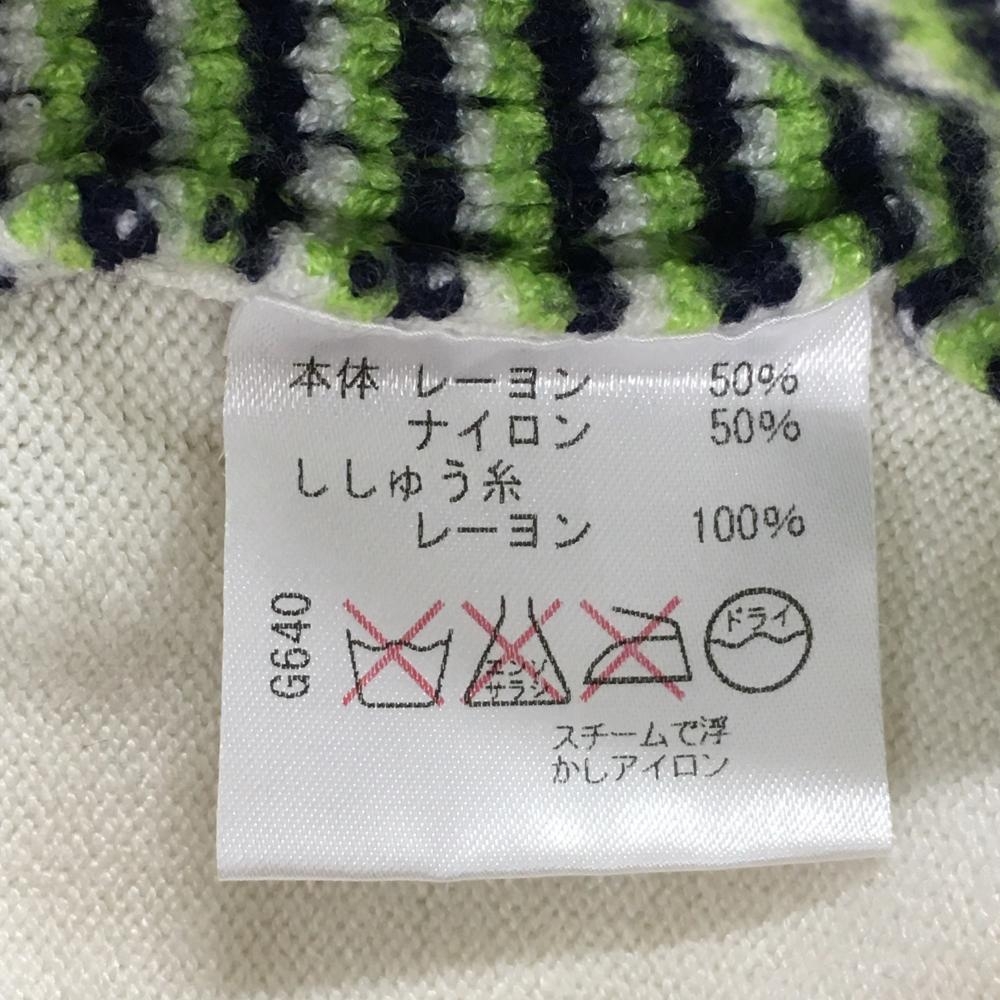 本体 レーヨン 50%
ナイロン 50%
ししゅう糸
レーヨン 100%
G640
エンソ
サラシ
ドライ
スチームで浮
かしアイロン